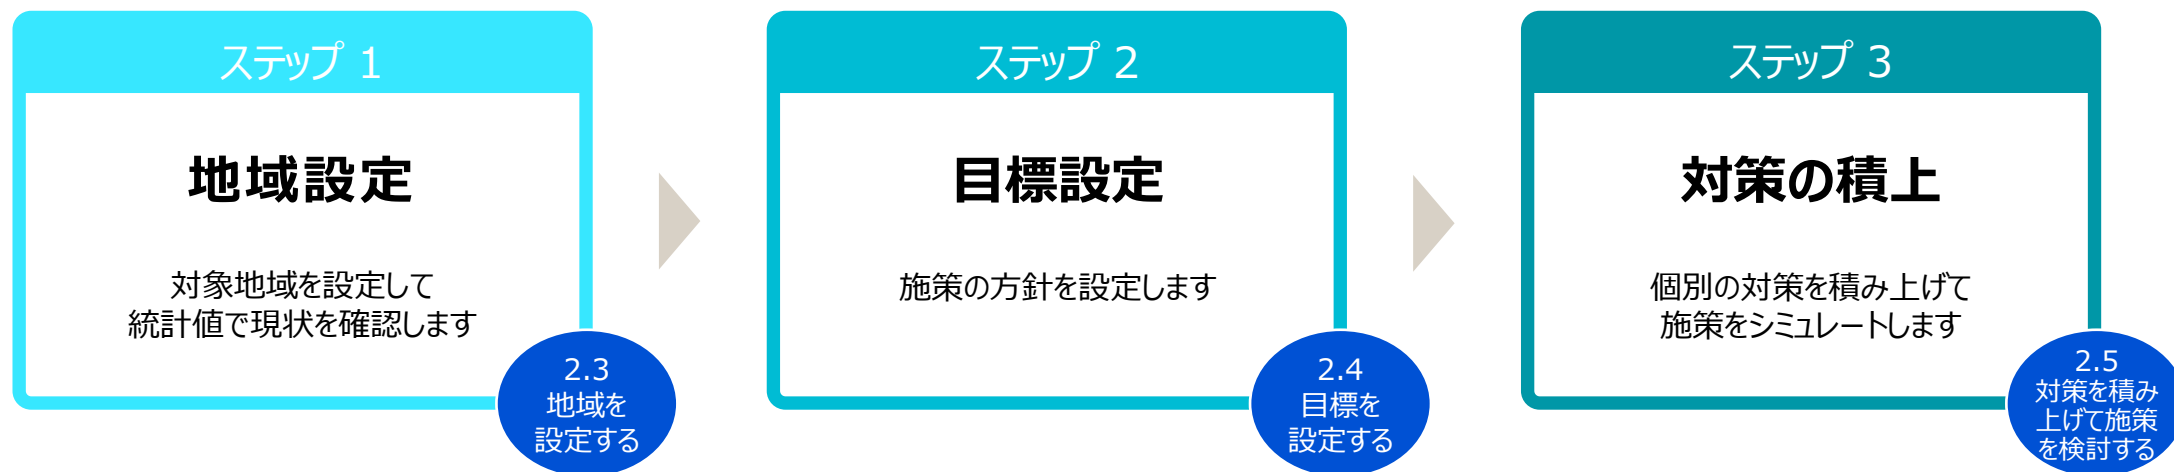 ステップ 1
地域設定
対象地域を設定して
統計値で現状を確認します
2.3
地域を
設定する
ステップ 2
目標設定
施策の方針を設定します
2.4
目標を
設定する
ステップ 3
対策の積上
個別の対策を積み上げて
施策をシミュレートします
2.5
対策を積み
上げて施策
を検討する